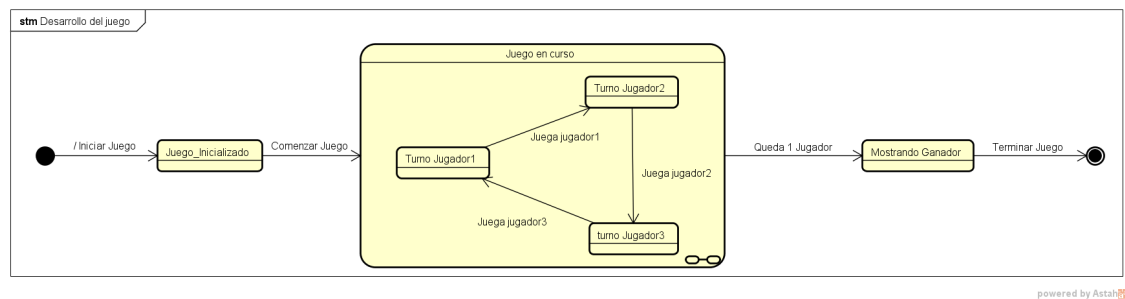 stm Desarrollo del juego
Juego en curso
Turno Jugador2
Juega jugador1
/ Iniciar Juego
Juego_Inicializado
Comenzar Juego
Turno Jugador1
Queda 1 Jugador
Mostrando Ganador
Terminar Juego
Juega jugador2
Juega jugador3
turno Jugador3
powered by Astah